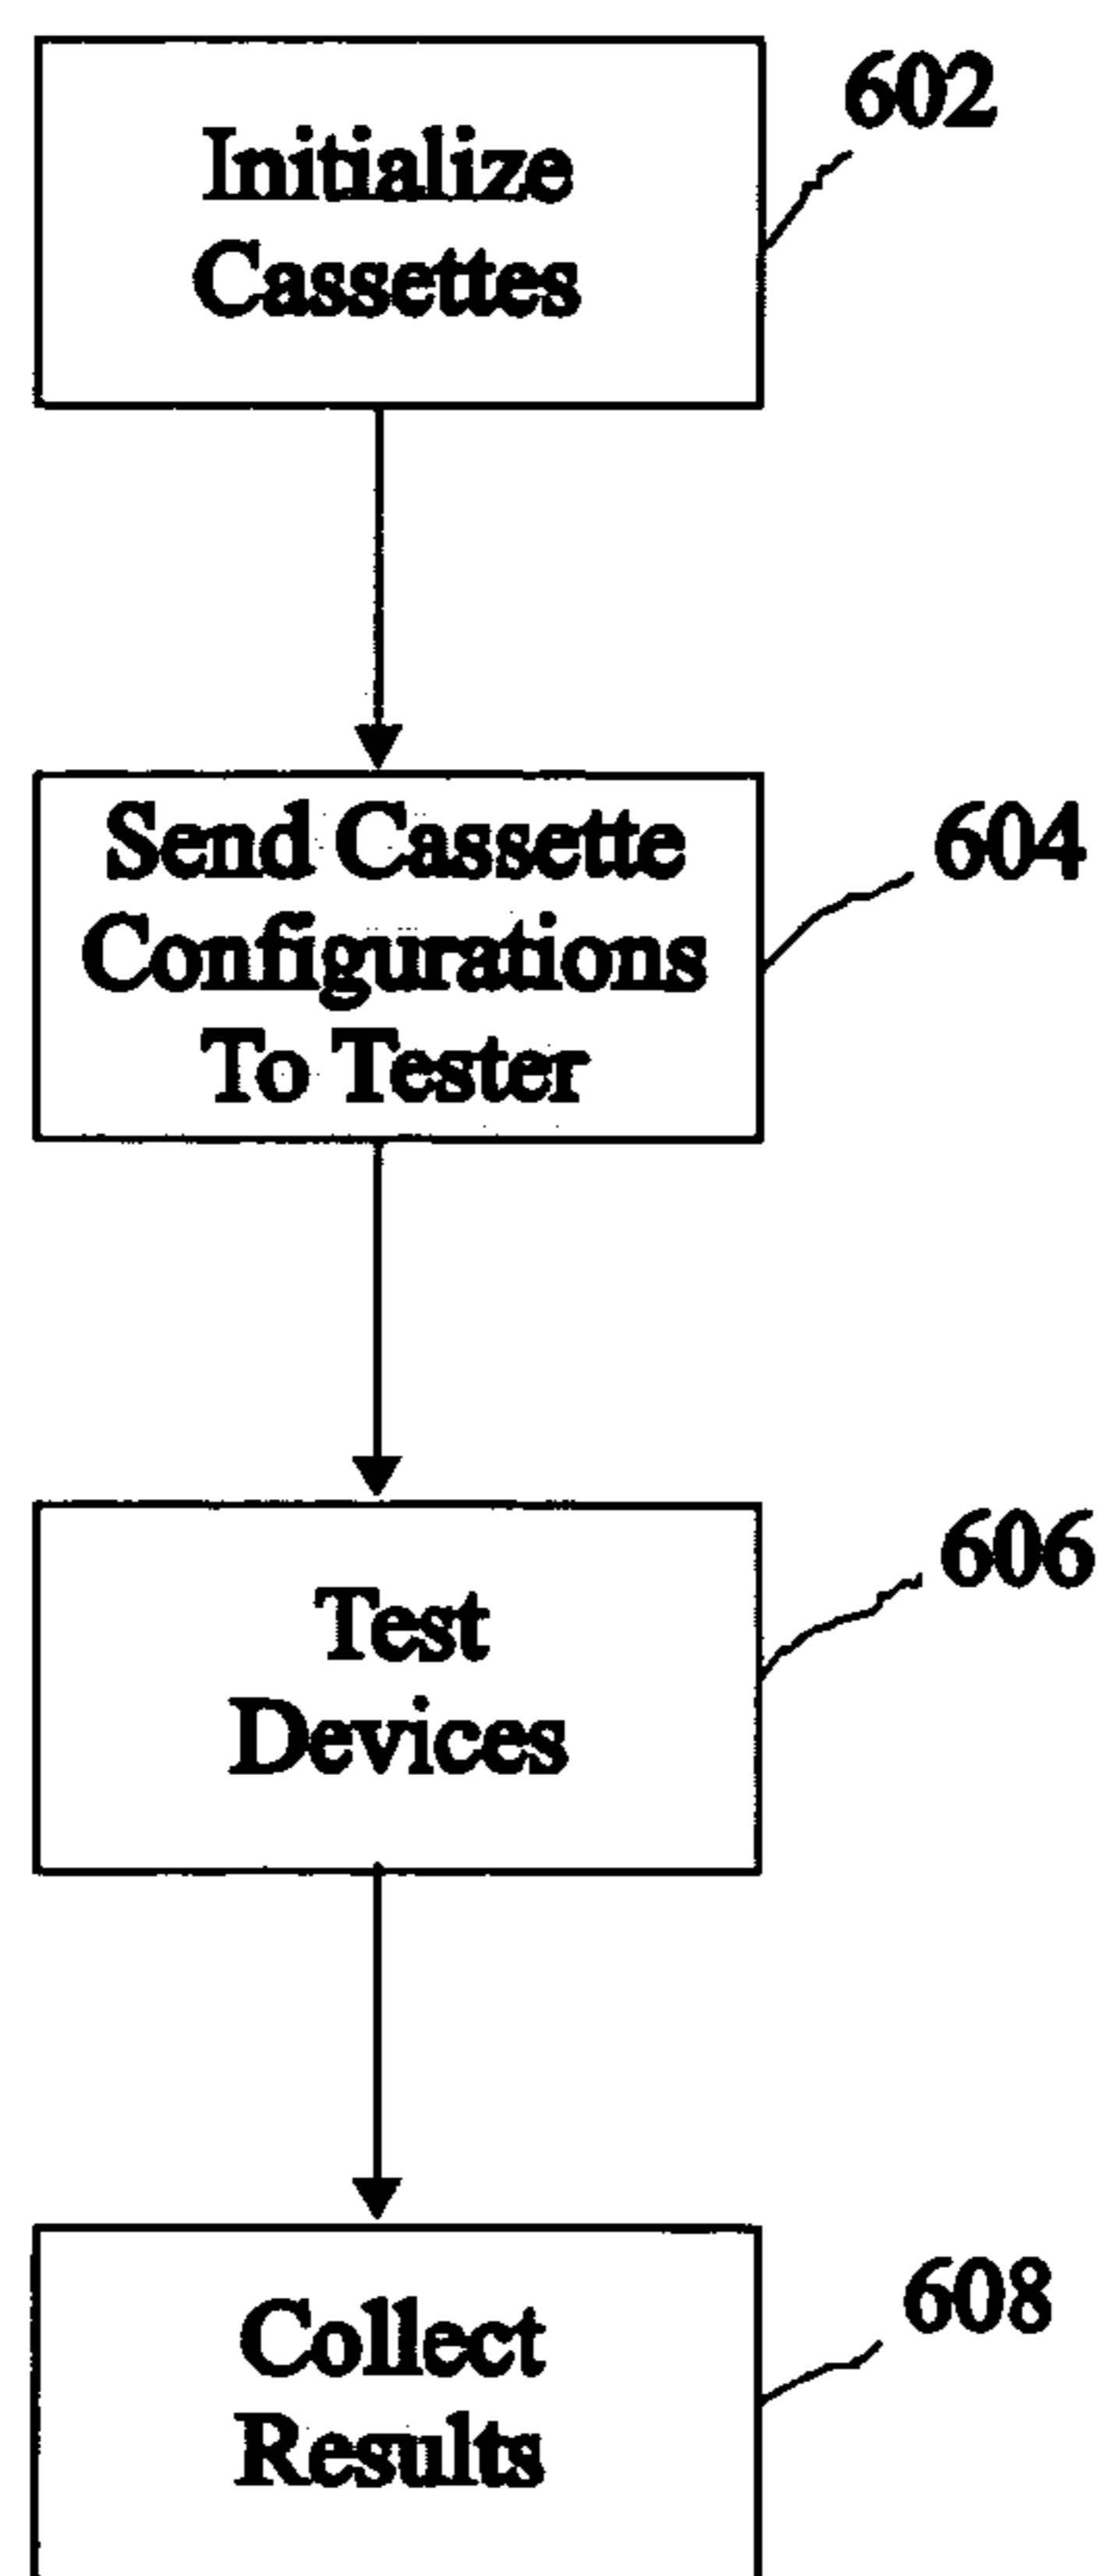 Initialize
Cassettes
602
Send Cassette
Configurations
To Tester
604
Test
Devices
606
Collect
Results
608